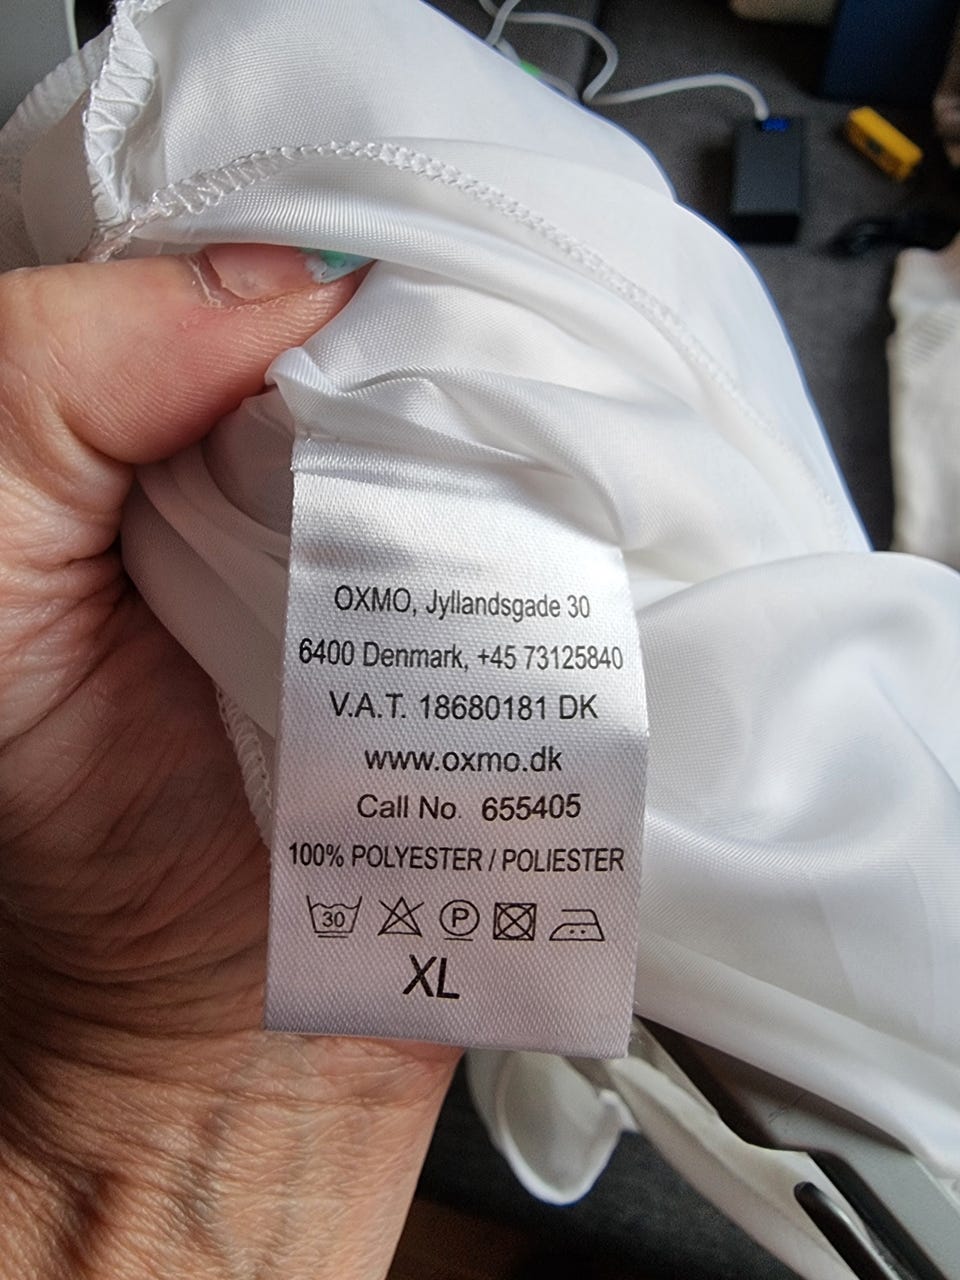 OXMO, Jyllandsgade 30
6400 Denmark, +45 73125840
V.A.T. 18680181 DK
www.oxmo.dk
Call No. 655405
100% POLYESTER / POLIESTER
30 P
XL